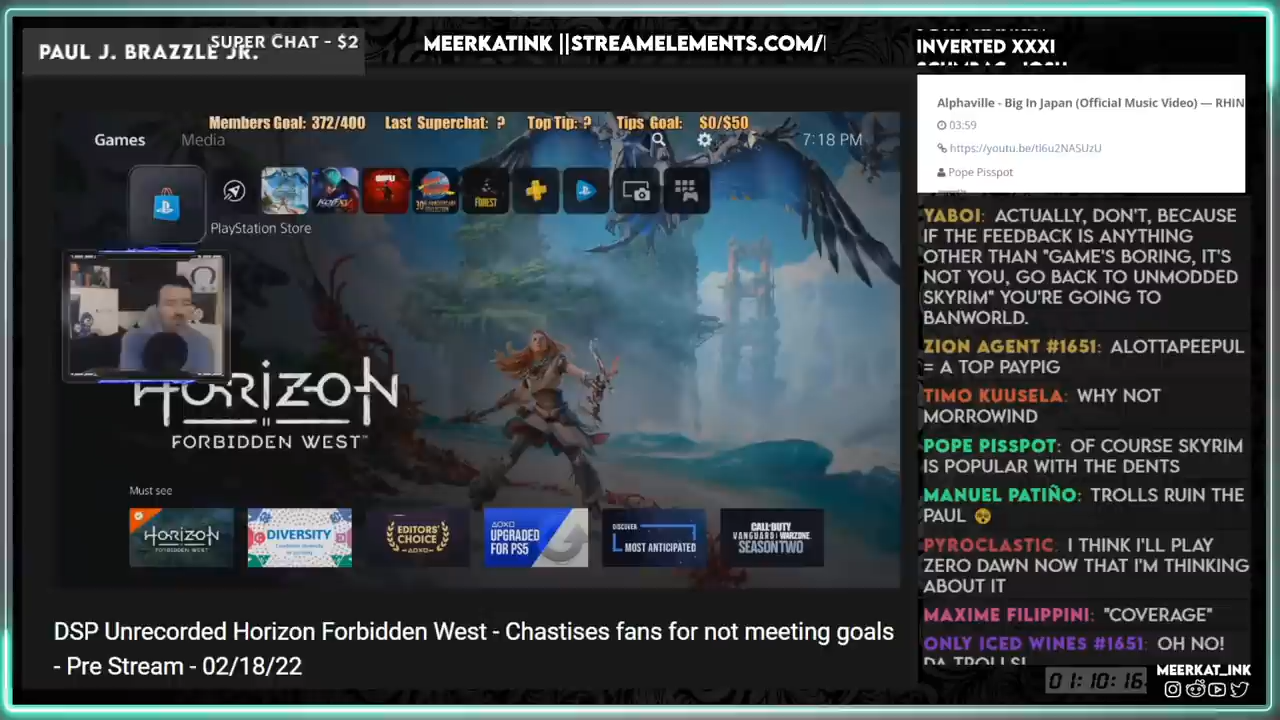 PAUL J. BRAZZLE JR.
SUPER CHAT - $2
MEERKATINK ||STREAMELEMENTS.COM/
INVERTED XXXI
Members Goal: 372/400 Last Superchat: ? Top Tip: ? Tips Goal: $0/$50
Games Media 7:18 PM
PlayStation Store
SIFU
FOREST
HORIZON
FORBIDDEN WEST
Must see
HORIZON
FORBIDDEN WEST
DIVERSITY
EDITORS'
CHOICE
UPGRADED
FOR PS5
DISCOVER
MOST ANTICIPATED
CALL OF DUTY
VANGUARD | WARZONE
SEASON TWO
DSP Unrecorded Horizon Forbidden West - Chastises fans for not meeting goals
- Pre Stream - 02/18/22
Alphaville - Big In Japan (Official Music Video) — RHIN
03:59
https://youtu.be/tl6u2NASUzU
Pope Pisspot
YABOI: ACTUALLY, DON'T, BECAUSE
IF THE FEEDBACK IS ANYTHING
OTHER THAN "GAME'S BORING, IT'S
NOT YOU, GO BACK TO UNMODDED
SKYRIM" YOU'RE GOING TO
BANWORLD.
ZION AGENT #1651: ALOTTAPEEPUL
= A TOP PAYPIG
TIMO KUUSELA: WHY NOT
MORROWIND
POPE PISSPOT: OF COURSE SKYRIM
IS POPULAR WITH THE DENTS
MANUEL PATIÑO: TROLLS RUIN THE
PAUL
PYROCLASTIC: I THINK I'LL PLAY
ZERO DAWN NOW THAT I'M THINKING
ABOUT IT
MAXIME FILIPPINI: "COVERAGE"
ONLY ICED WINES #1651: OH NO!
DA TROLLS!
01:10:16
MEERKAT_INK